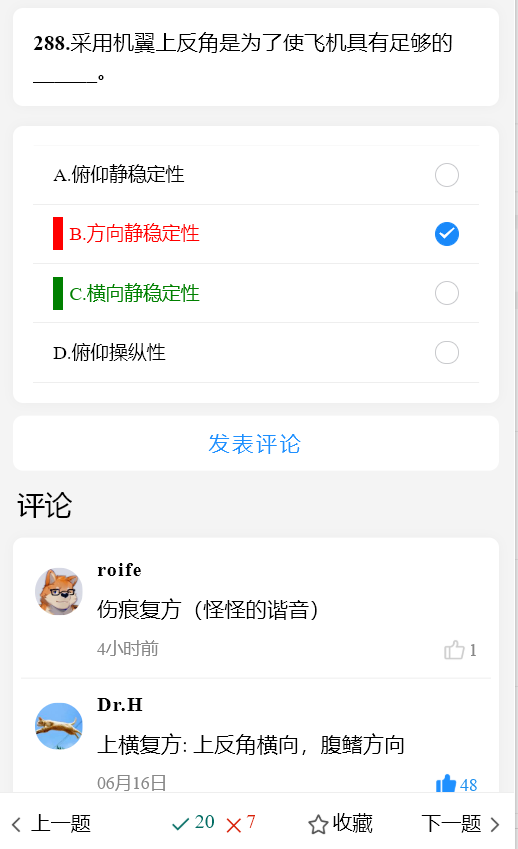 288.采用机翼上反角是为了使飞机具有足够的
______。
A.俯仰静稳定性
B.方向静稳定性
C.横向静稳定性
D.俯仰操纵性
发表评论
评论
roife
伤痕复方（怪怪的谐音）
4小时前 1
Dr.H
上横复方: 上反角横向，腹鳍方向
06月16日 48
上一题 20 7 收藏 下一题